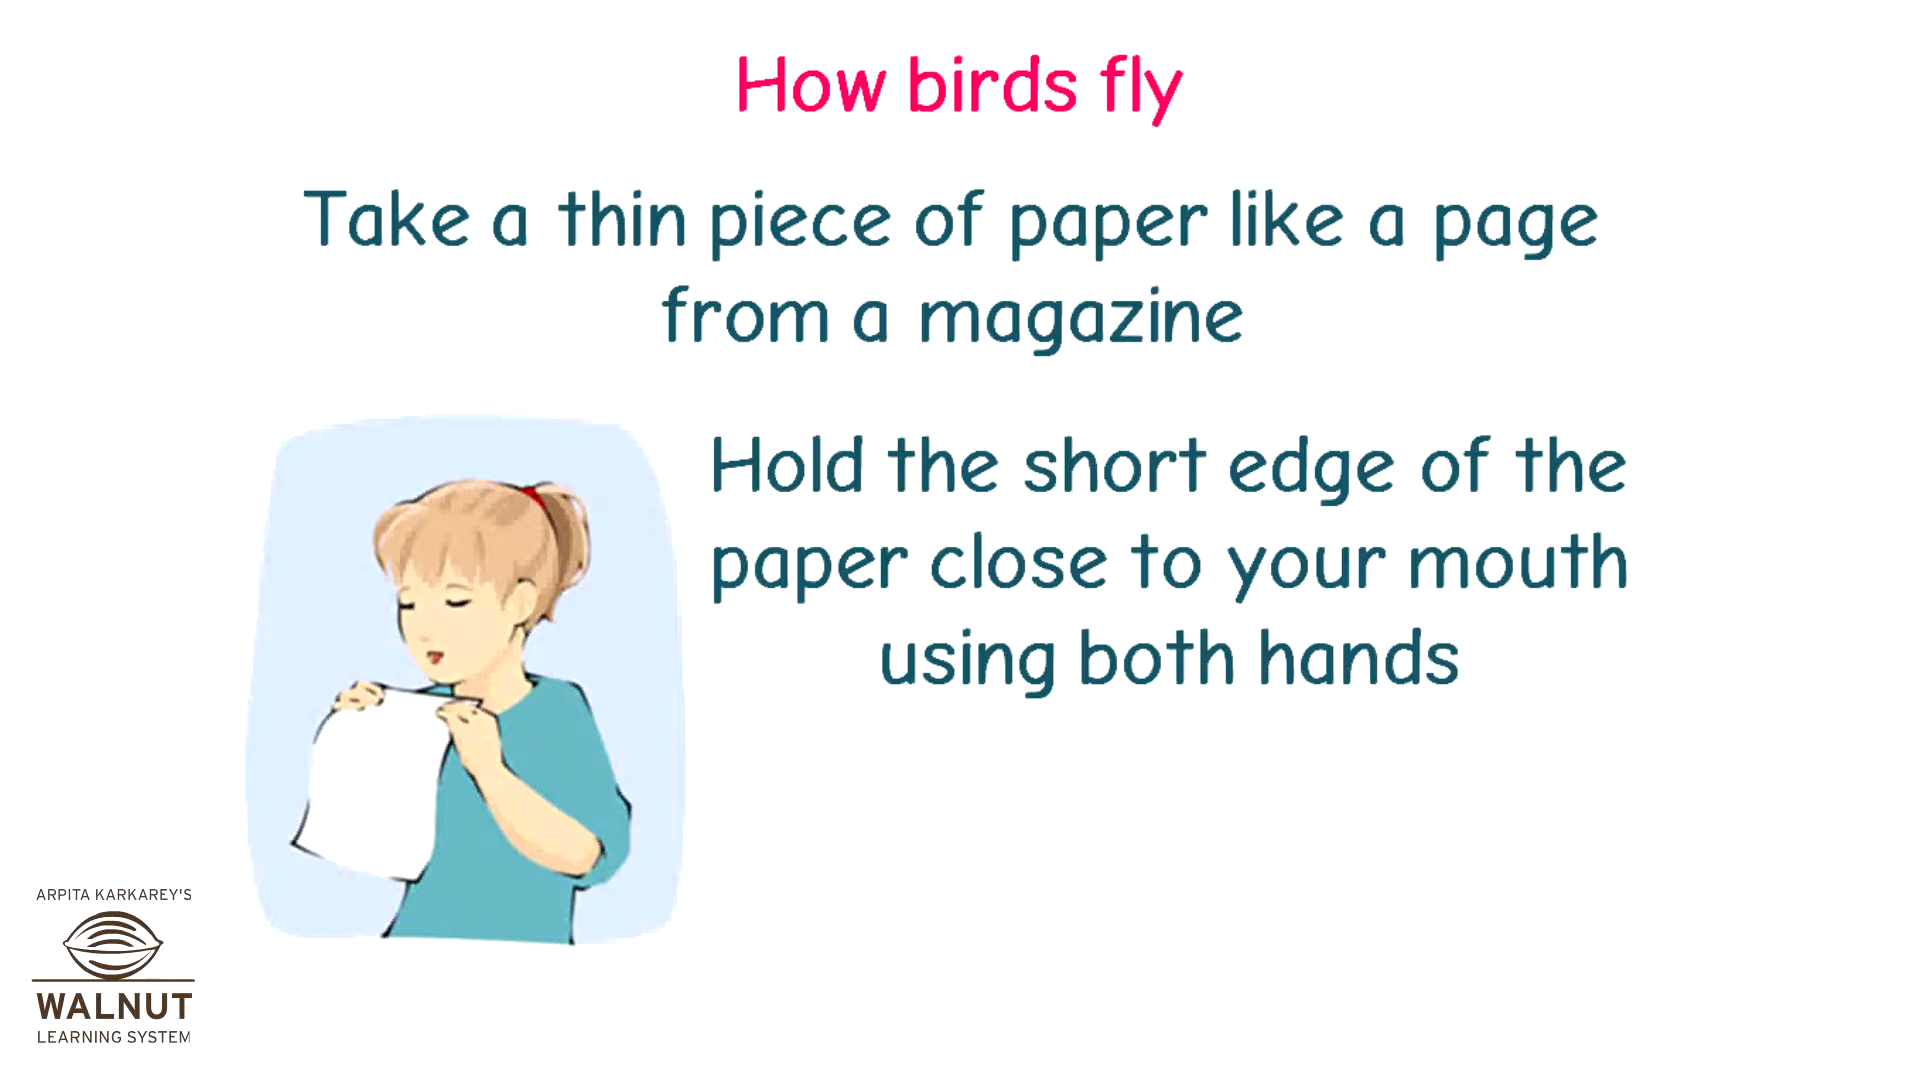 How birds fly
Take a thin piece of paper like a page
from a magazine
Hold the short edge of the
paper close to your mouth
using both hands
ARPITA KARKAREY'S
WALNUT
LEARNING SYSTEM